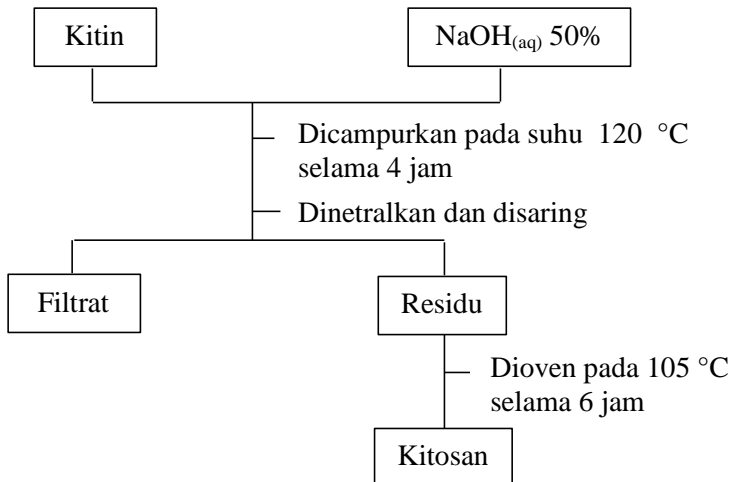 Kitin
NaOH(aq) 50%
Dicampurkan pada suhu 120 °C
selama 4 jam
Dinetralkan dan disaring
Filtrat
Residu
Dioven pada 105 °C
selama 6 jam
Kitosan